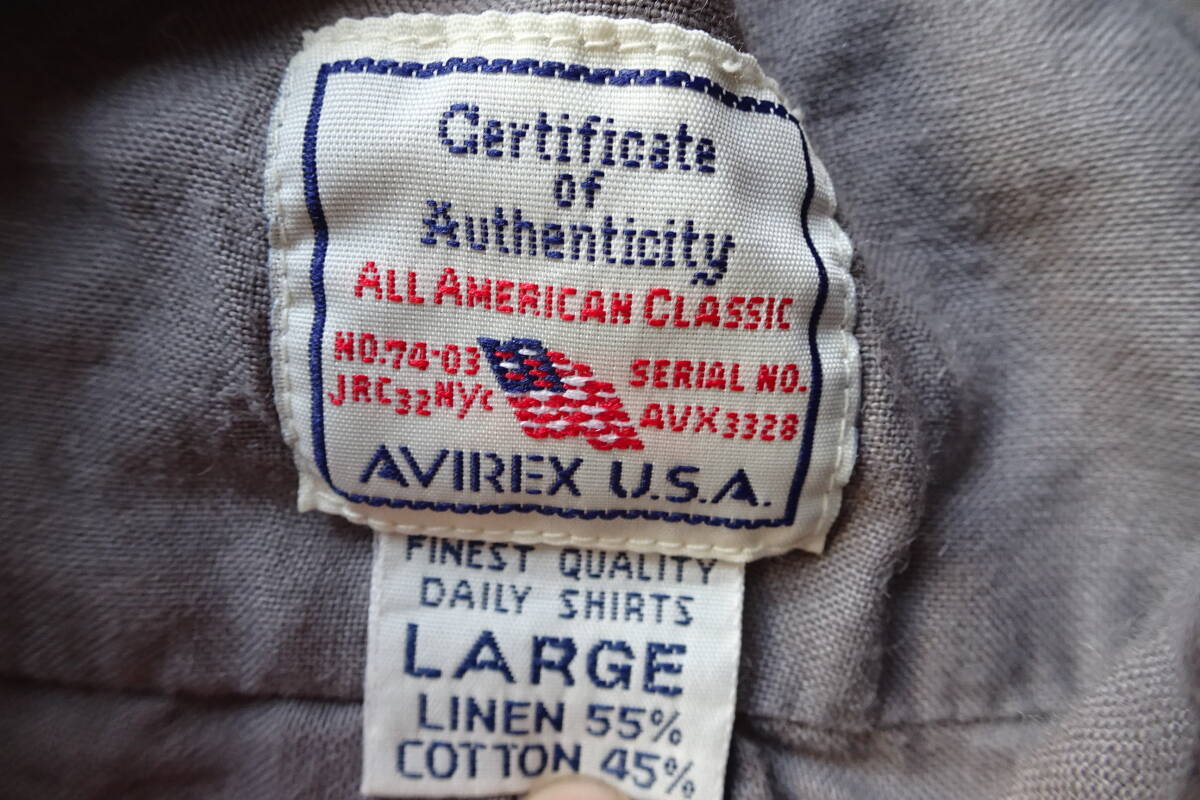 Certificate
of
Authenticity
ALL AMERICAN CLASSIC
NO.74-03
JRC32NYC
SERIAL NO.
AVX3328
AVIREX U.S.A.
FINEST QUALITY
DAILY SHIRTS
LARGE
LINEN 55%
COTTON 45%